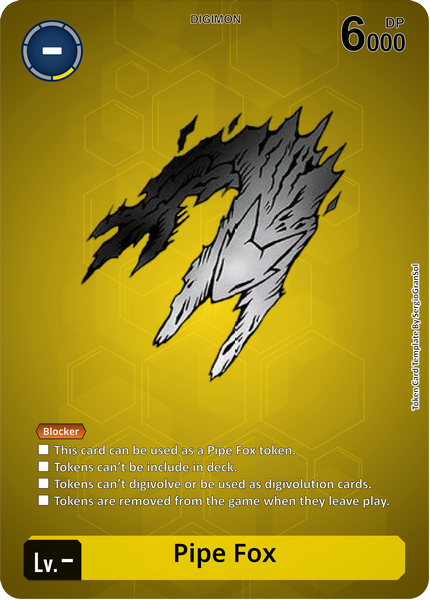 DIGIMON
-
DP
6000
Token Card Template By SergioGranSol
Blocker
This card can be used as a Pipe Fox token.
Tokens can't be include in deck.
Tokens can't digivolve or be used as digivolution cards.
Tokens are removed from the game when they leave play.
Lv.-
Pipe Fox